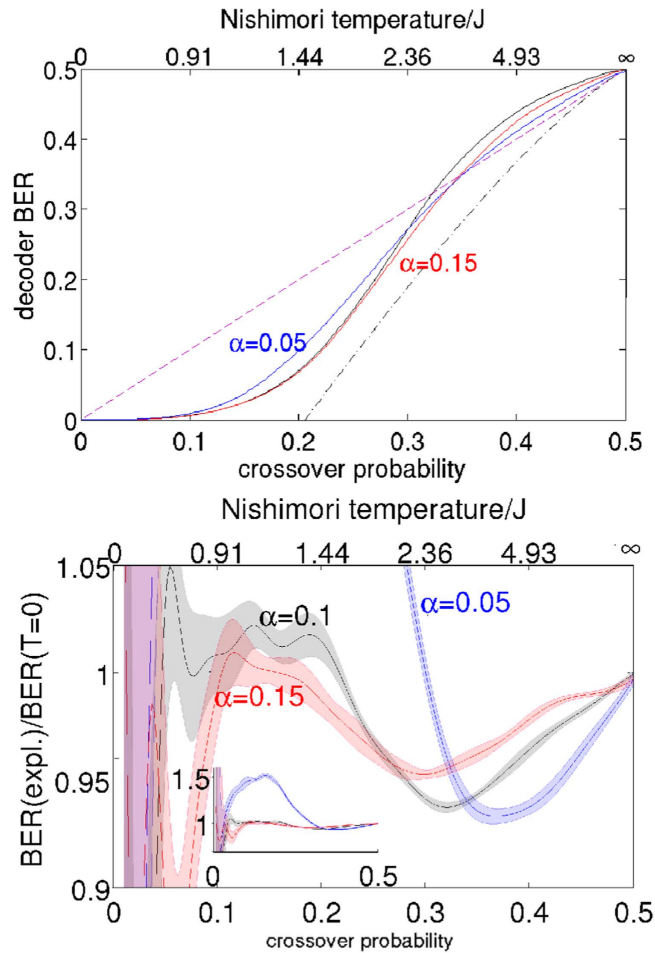 Nishimori temperature/J
0 0.91 1.44 2.36 4.93 ∞
0.5
0.4
0.3
0.2
0.1
0
decoder BER
α=0.05
α=0.15
0 0.1 0.2 0.3 0.4 0.5
crossover probability
Nishimori temperature/J
0 0.91 1.44 2.36 4.93 ∞
1.05
1
0.95
0.9
BER(expl.)/BER(T=0)
α=0.1
α=0.05
α=0.15
1.5
1
0 0.5
0 0.1 0.2 0.3 0.4 0.5
crossover probability